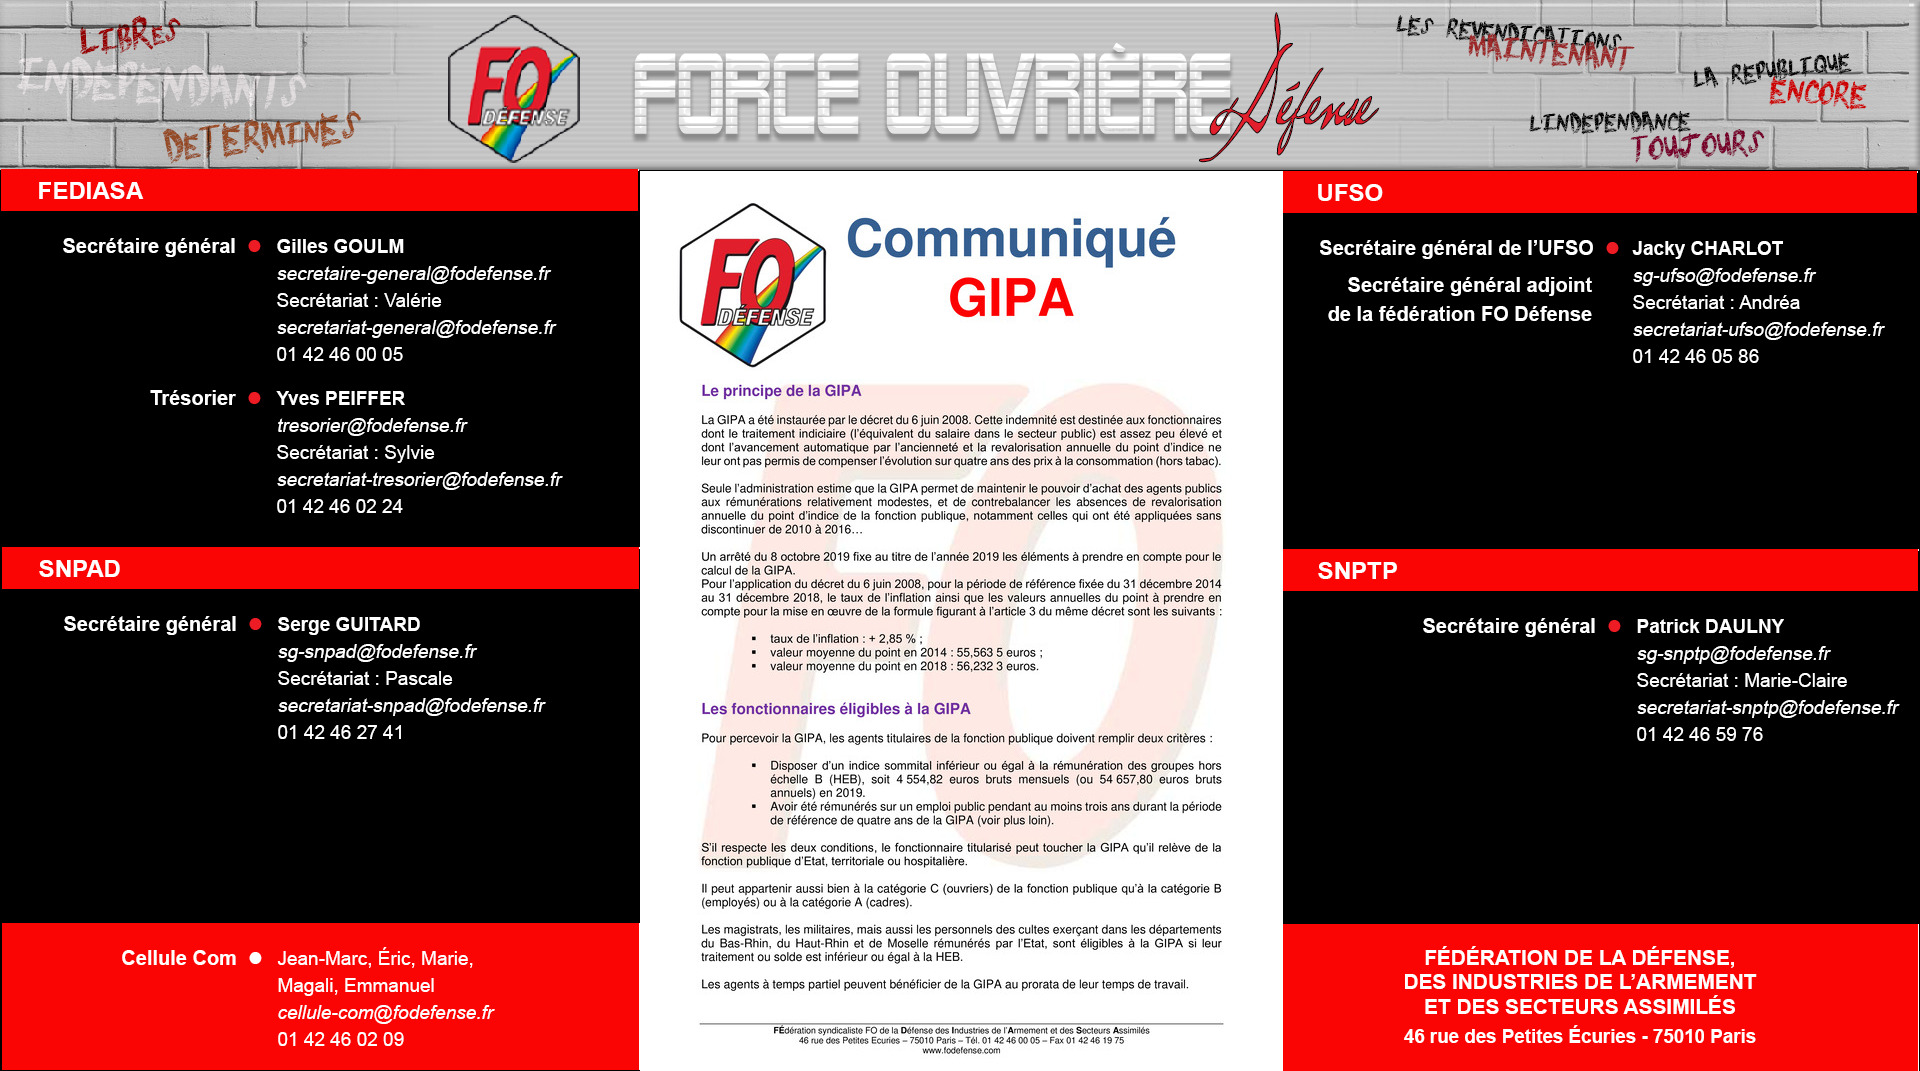 LIBRES
INDEPENDANTS
DETERMINES
FO
DÉFENSE
FORCE OUVRIÈRE
Défense
LES REVENDICATIONS
MAINTENANT
LA REPUBLIQUE
ENCORE
L'INDEPENDANCE
TOUJOURS
FEDIASA
Secrétaire général ● Gilles GOULM
secretaire-general@fodefense.fr
Secrétariat : Valérie
secretariat-general@fodefense.fr
01 42 46 00 05
Trésorier ● Yves PEIFFER
tresorier@fodefense.fr
Secrétariat : Sylvie
secretariat-tresorier@fodefense.fr
01 42 46 02 24
SNPAD
Secrétaire général ● Serge GUITARD
sg-snpad@fodefense.fr
Secrétariat : Pascale
secretariat-snpad@fodefense.fr
01 42 46 27 41
Cellule Com ● Jean-Marc, Éric, Marie,
Magali, Emmanuel
cellule-com@fodefense.fr
01 42 46 02 09
FO
DÉFENSE
Communiqué
GIPA
Le principe de la GIPA
La GIPA a été instaurée par le décret du 6 juin 2008. Cette indemnité est destinée aux fonctionnaires
dont le traitement indiciaire (l’équivalent du salaire dans le secteur public) est assez peu élevé et
dont l’avancement automatique par l’ancienneté et la revalorisation annuelle du point d’indice ne
leur ont pas permis de compenser l’évolution sur quatre ans des prix à la consommation (hors tabac).
Seule l’administration estime que la GIPA permet de maintenir le pouvoir d’achat des agents publics
aux rémunérations relativement modestes, et de contrebalancer les absences de revalorisation
annuelle du point d’indice de la fonction publique, notamment celles qui ont été appliquées sans
discontinuer de 2010 à 2016…
Un arrêté du 8 octobre 2019 fixe au titre de l’année 2019 les éléments à prendre en compte pour le
calcul de la GIPA.
Pour l’application du décret du 6 juin 2008, pour la période de référence fixée du 31 décembre 2014
au 31 décembre 2018, le taux de l’inflation ainsi que les valeurs annuelles du point à prendre en
compte pour la mise en œuvre de la formule figurant à l’article 3 du même décret sont les suivants :
▪ taux de l’inflation : + 2,85 % ;
▪ valeur moyenne du point en 2014 : 55,563 5 euros ;
▪ valeur moyenne du point en 2018 : 56,232 3 euros.
Les fonctionnaires éligibles à la GIPA
Pour percevoir la GIPA, les agents titulaires de la fonction publique doivent remplir deux critères :
▪ Disposer d’un indice sommital inférieur ou égal à la rémunération des groupes hors
échelle B (HEB), soit 4 554,82 euros bruts mensuels (ou 54 657,80 euros bruts
annuels) en 2019.
▪ Avoir été rémunérés sur un emploi public pendant au moins trois ans durant la période
de référence de quatre ans de la GIPA (voir plus loin).
S’il respecte les deux conditions, le fonctionnaire titularisé peut toucher la GIPA qu’il relève de la
fonction publique d’Etat, territoriale ou hospitalière.
Il peut appartenir aussi bien à la catégorie C (ouvriers) de la fonction publique qu’à la catégorie B
(employés) ou à la catégorie A (cadres).
Les magistrats, les militaires, mais aussi les personnels des cultes exerçant dans les départements
du Bas-Rhin, du Haut-Rhin et de Moselle rémunérés par l’Etat, sont éligibles à la GIPA si leur
traitement ou solde est inférieur ou égal à la HEB.
Les agents à temps partiel peuvent bénéficier de la GIPA au prorata de leur temps de travail.
FÉdération syndicaliste FO de la Défense des Industries de l’Armement et des Secteurs Assimilés
46 rue des Petites Ecuries – 75010 Paris – Tél. 01 42 46 00 05 – Fax 01 42 46 19 75
www.fodefense.com
UFSO
Secrétaire général de l’UFSO ● Jacky CHARLOT
Secrétaire général adjoint
de la fédération FO Défense
sg-ufso@fodefense.fr
Secrétariat : Andréa
secretariat-ufso@fodefense.fr
01 42 46 05 86
SNPTP
Secrétaire général ● Patrick DAULNY
sg-snptp@fodefense.fr
Secrétariat : Marie-Claire
secretariat-snptp@fodefense.fr
01 42 46 59 76
FÉDÉRATION DE LA DÉFENSE,
DES INDUSTRIES DE L’ARMEMENT
ET DES SECTEURS ASSIMILÉS
46 rue des Petites Écuries - 75010 Paris